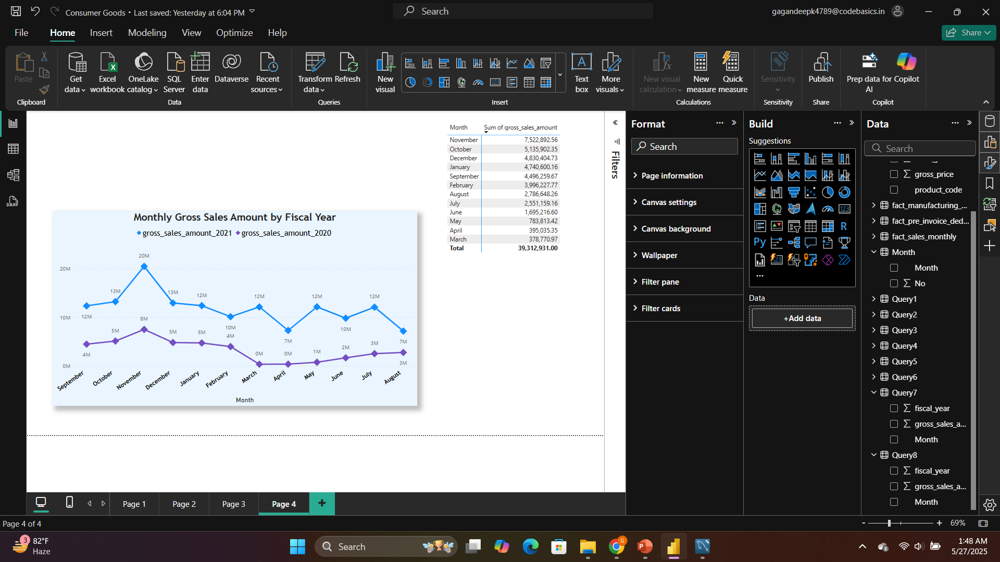 Consumer Goods • Last saved: Yesterday at 6:04 PM
Search
gagandeepk4789@codebasics.in
File
Home
Insert
Modeling
View
Optimize
Help
Share
Paste
Get data
Excel workbook
OneLake catalog
SQL Server
Enter data
Dataverse
Recent sources
Transform data
Refresh
New visual
Text box
More visuals
New visual calculation
New measure
Quick measure
Sensitivity
Publish
Prep data for AI
Copilot
Clipboard
Data
Queries
Insert
Calculations
Sensitivity
Share
Copilot
Month Sum of gross_sales_amount
November 7,522,892.56
October 5,135,902.35
December 4,830,404.73
January 4,740,600.16
September 4,496,259.67
February 3,996,227.77
August 2,786,648.26
July 2,551,159.16
June 1,695,216.60
May 783,813.42
April 395,035.35
March 378,770.97
Total 39,312,931.00
Monthly Gross Sales Amount by Fiscal Year
gross_sales_amount_2021 gross_sales_amount_2020
20M
10M
0M
12M
13M
20M
13M
12M
10M
12M
7M
12M
10M
12M
7M
4M
5M
8M
5M
5M
4M
0M
0M
1M
2M
3M
3M
September
October
November
December
January
February
March
April
May
June
July
August
Month
Filters
Format
Search
Page information
Canvas settings
Canvas background
Wallpaper
Filter pane
Filter cards
Build
Suggestions
R
Py
123
Data
+Add data
Data
Search
gross_price
product_code
fact_manufacturing_...
fact_pre_invoice_ded...
fact_sales_monthly
Month
Month
No
Query1
Query2
Query3
Query4
Query5
Query6
Query7
fiscal_year
gross_sales_a...
Month
Query8
fiscal_year
gross_sales_a...
Month
Page 1
Page 2
Page 3
Page 4
Page 4 of 4
69%
3
82°F
Haze
Search
1:48 AM
5/27/2025